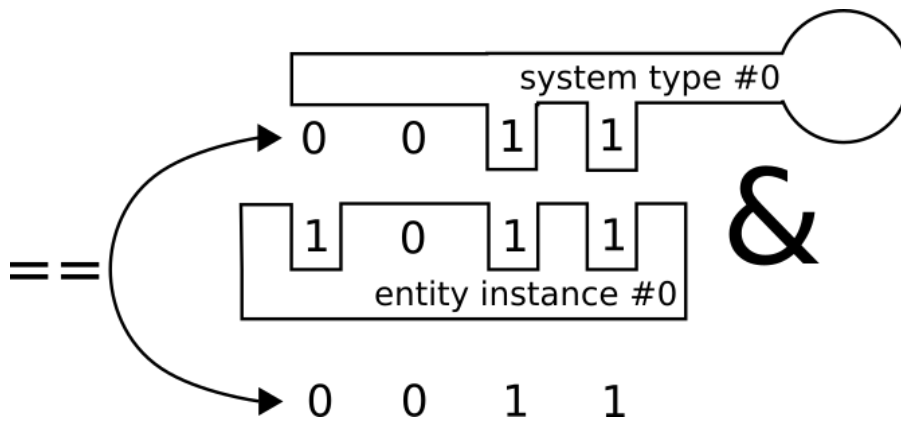 system type #0
0 0 1 1
&
1 0 1 1
==
entity instance #0
0 0 1 1